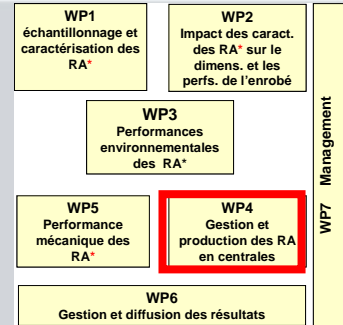 WP1
échantillonnage et
caractérisation des
RA*
WP2
Impact des caract.
des RA* sur le
dimens. et les
perfs. de l'enrobé
WP3
Performances
environnementales
des RA*
WP5
Performance
mécanique des
RA*
WP4
Gestion et
production des RA
en centrales
WP6
Gestion et diffusion des résultats
WP7 Management